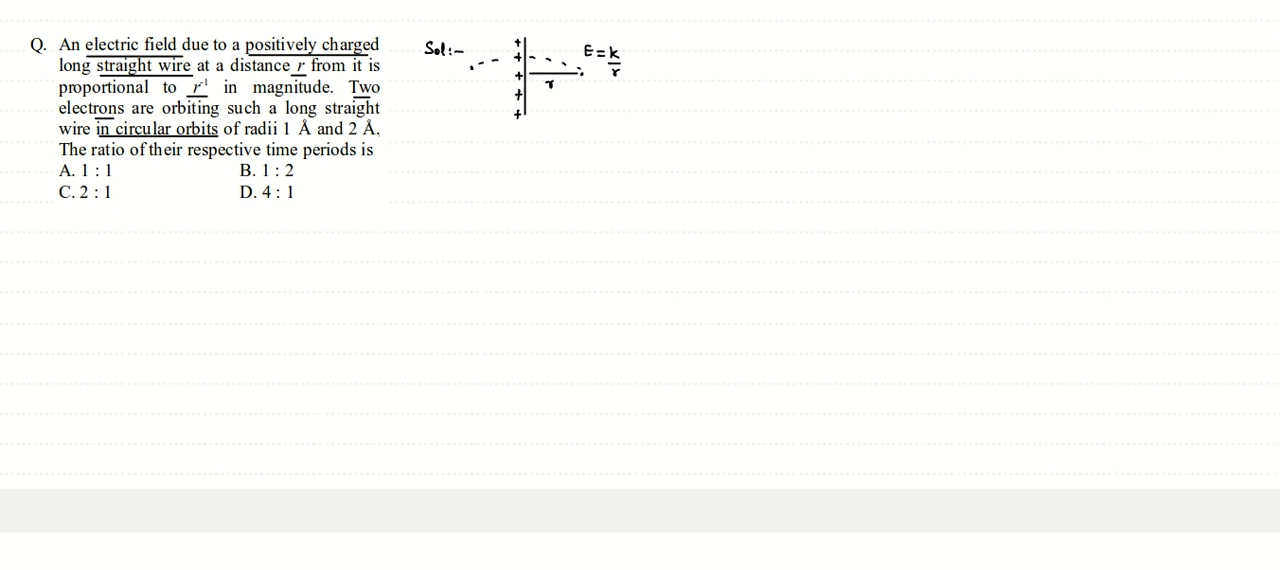 Q. An electric field due to a positively charged
long straight wire at a distance r from it is
proportional to r⁻¹ in magnitude. Two
electrons are orbiting such a long straight
wire in circular orbits of radii 1 Å and 2 Å.
The ratio of their respective time periods is
A. 1 : 1 B. 1 : 2
C. 2 : 1 D. 4 : 1
Sol:-
+
+
+
+
+
r
E = k/r